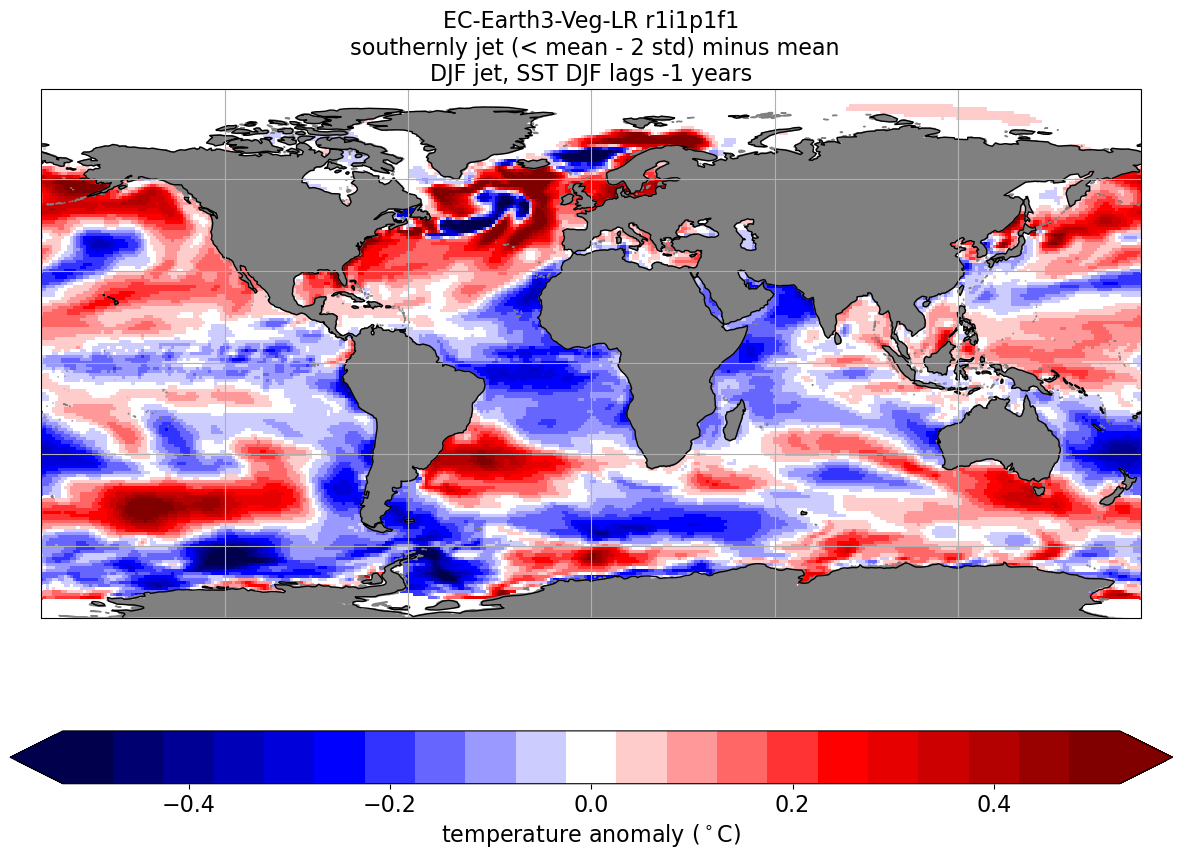 EC-Earth3-Veg-LR r1i1p1f1
southernly jet (< mean - 2 std) minus mean
DJF jet, SST DJF lags -1 years
−0.4 −0.2 0.0 0.2 0.4
temperature anomaly (°C)